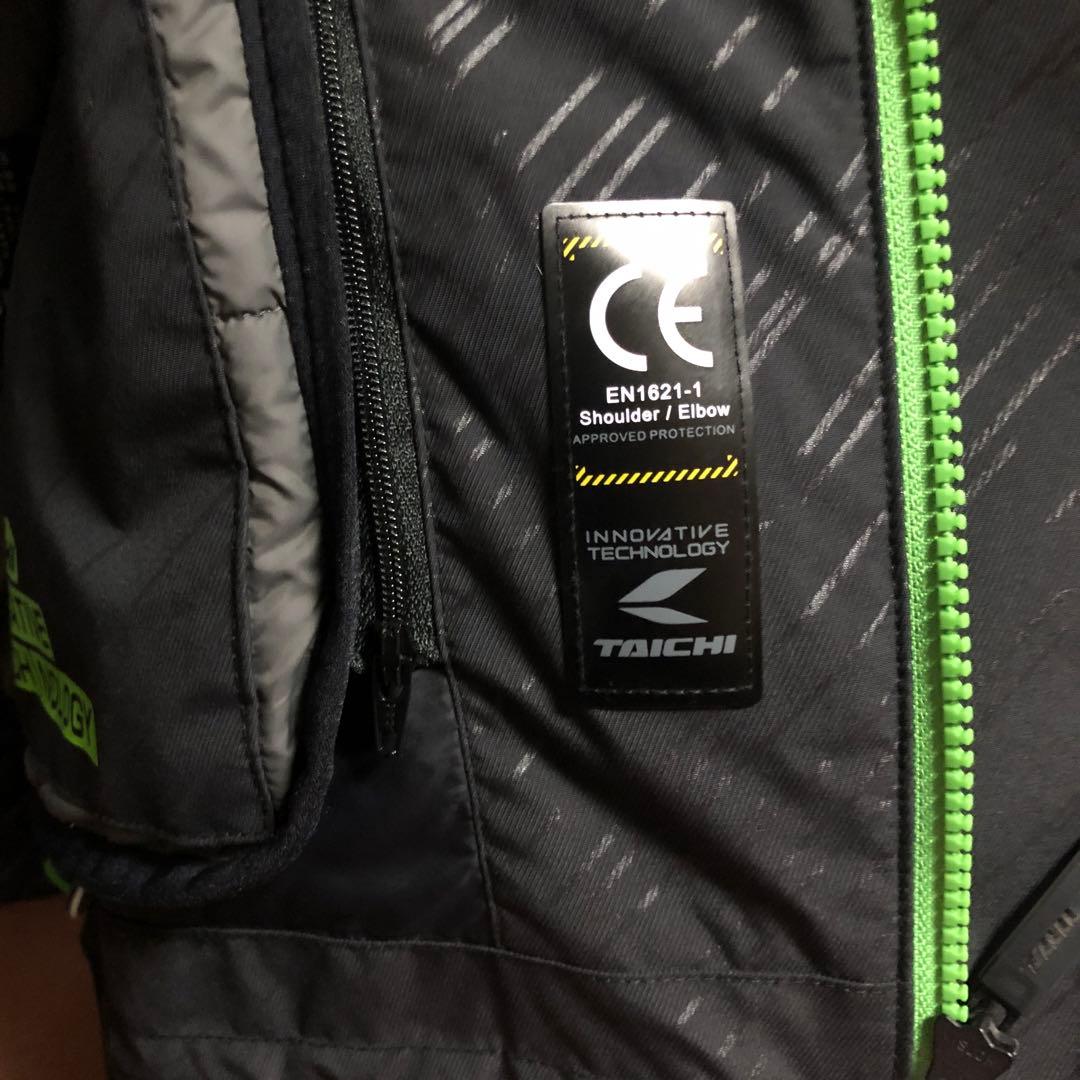 CE
EN1621-1
Shoulder / Elbow
APPROVED PROTECTION
INNOVATIVE
TECHNOLOGY
TAICHI